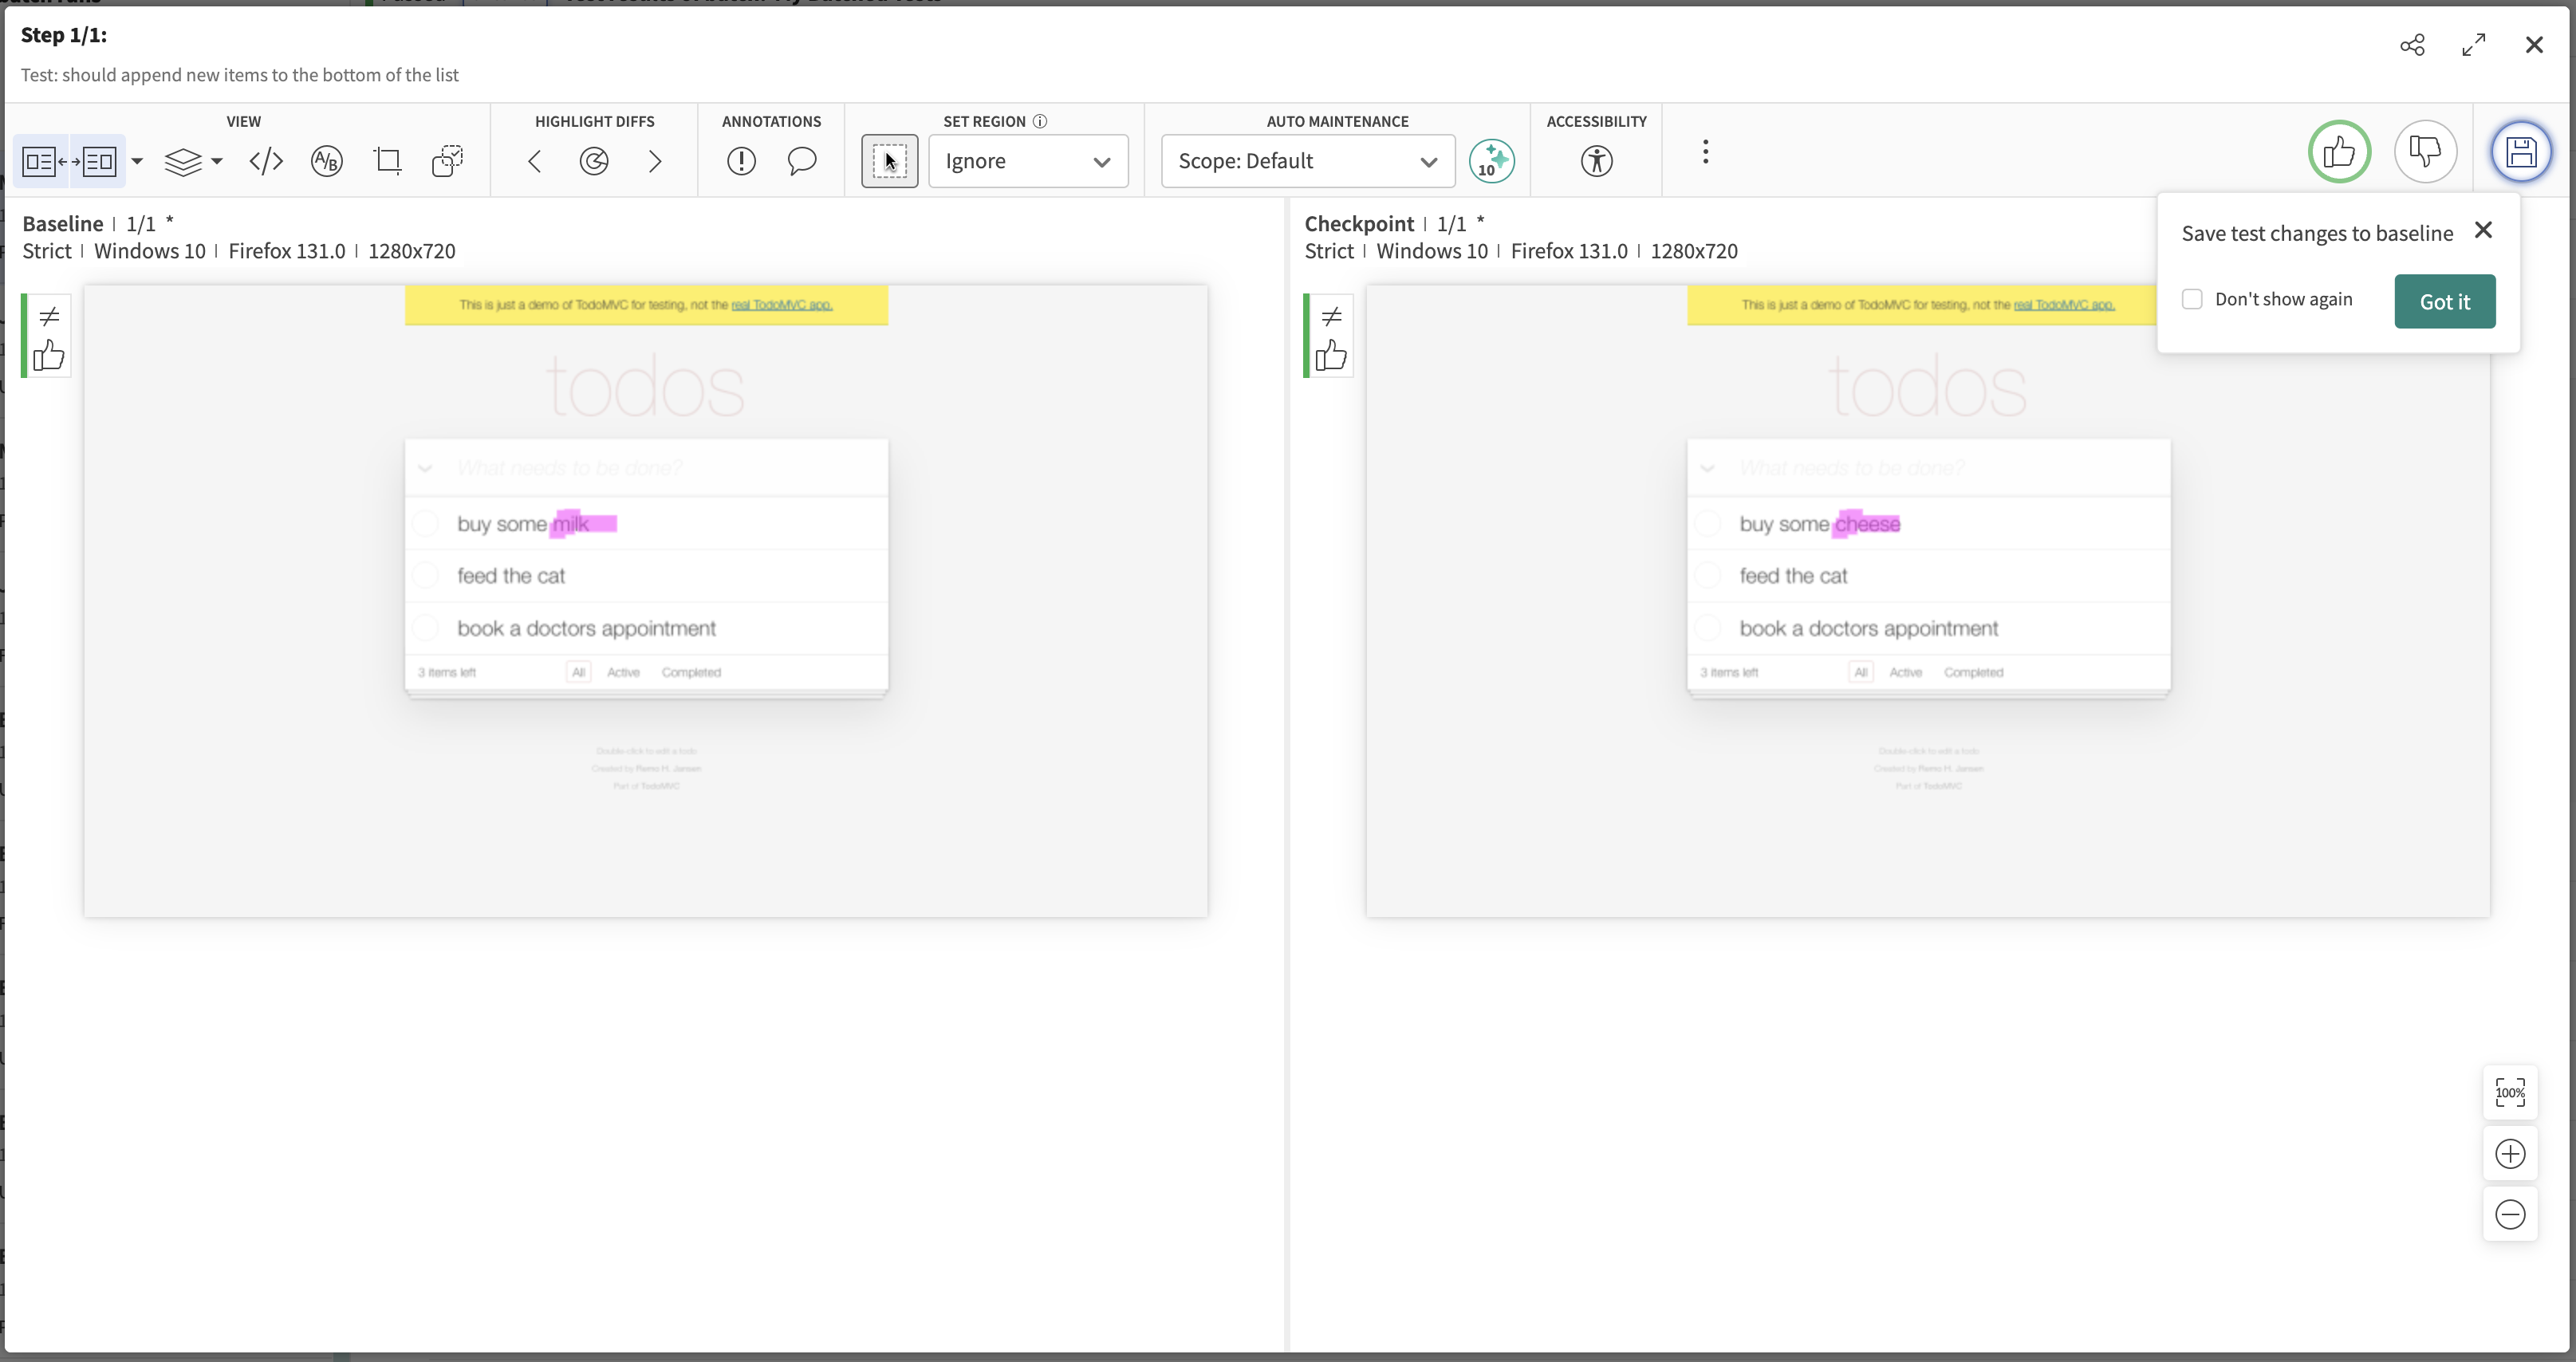 Step 1/1:
Test: should append new items to the bottom of the list
VIEW
HIGHLIGHT DIFFS
ANNOTATIONS
SET REGION
AUTO MAINTENANCE
ACCESSIBILITY
A/B
Ignore
Scope: Default
10
Baseline | 1/1 *
Strict | Windows 10 | Firefox 131.0 | 1280x720
This is just a demo of TodoMVC for testing, not the real TodoMVC app.
todos
What needs to be done?
buy some milk
feed the cat
book a doctors appointment
3 items left All Active Completed
Double-click to edit a todo
Created by Remo H. Jansen
Part of TodoMVC
Checkpoint | 1/1 *
Strict | Windows 10 | Firefox 131.0 | 1280x720
Save test changes to baseline
Don't show again
Got it
This is just a demo of TodoMVC for testing, not the real TodoMVC app.
todos
What needs to be done?
buy some cheese
feed the cat
book a doctors appointment
3 items left All Active Completed
Double-click to edit a todo
Created by Remo H. Jansen
Part of TodoMVC
100%